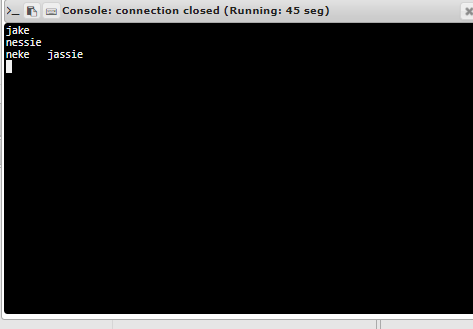 >_ Console: connection closed (Running: 45 seg)
jake
nessie
neke   jassie